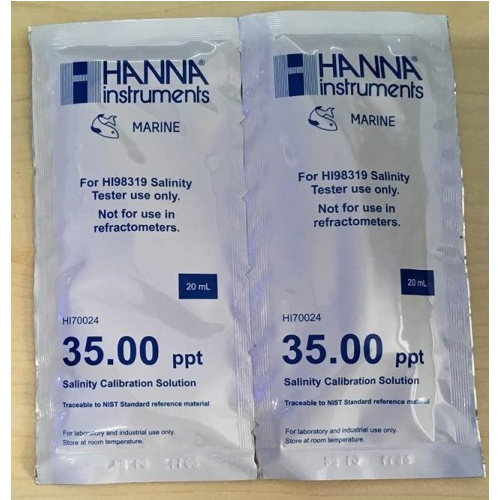 HANNA®
instruments
MARINE
For HI98319 Salinity
Tester use only.
Not for use in
refractometers.
20 mL
HI70024
35.00 ppt
Salinity Calibration Solution
Traceable to NIST Standard reference material
For laboratory and industrial use only.
Store at room temperature.
HANNA®
instruments
MARINE
For HI98319 Salinity
Tester use only.
Not for use in
refractometers.
20 mL
HI70024
35.00 ppt
Salinity Calibration Solution
Traceable to NIST Standard reference material
For laboratory and industrial use only.
Store at room temperature.